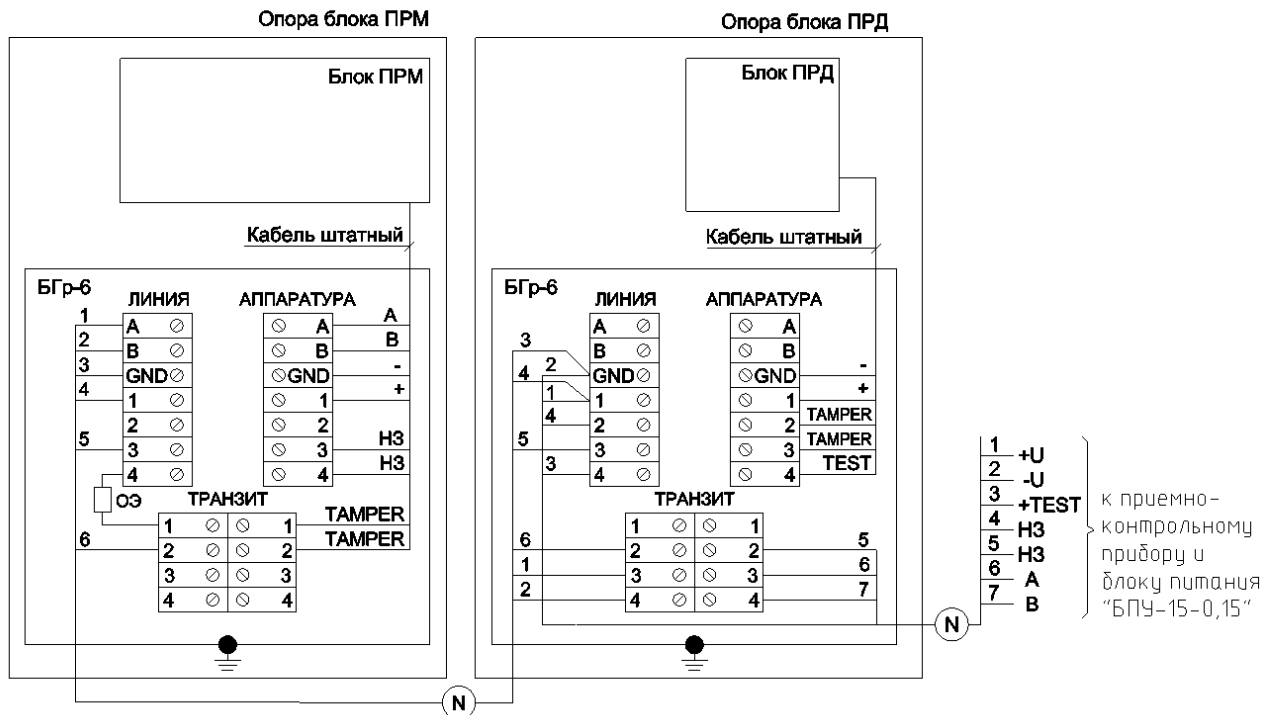 Опора блока ПРМ
Блок ПРМ
Кабель штатный
БГр-6
ЛИНИЯ АППАРАТУРА
1 A A A
2 B B B
3 GND GND -
4 1 1 +
2 2
5 3 3 НЗ
4 4 НЗ
ОЭ
ТРАНЗИТ
1 1 TAMPER
6 2 2 TAMPER
3 3
4 4
N
Опора блока ПРД
Блок ПРД
Кабель штатный
БГр-6
ЛИНИЯ АППАРАТУРА
A A
3 B B
2 GND GND -
4 1 1 1 +
4 2 2 TAMPER
5 3 3 TAMPER
3 4 4 TEST
ТРАНЗИТ
1 1
6 2 2 5
1 3 3 6
2 4 4 7
N
1 +U
2 -U
3 +TEST
4 НЗ
5 НЗ
6 A
7 B
к приемно-
контрольному
прибору и
блоку питания
"БПУ-15-0,15"